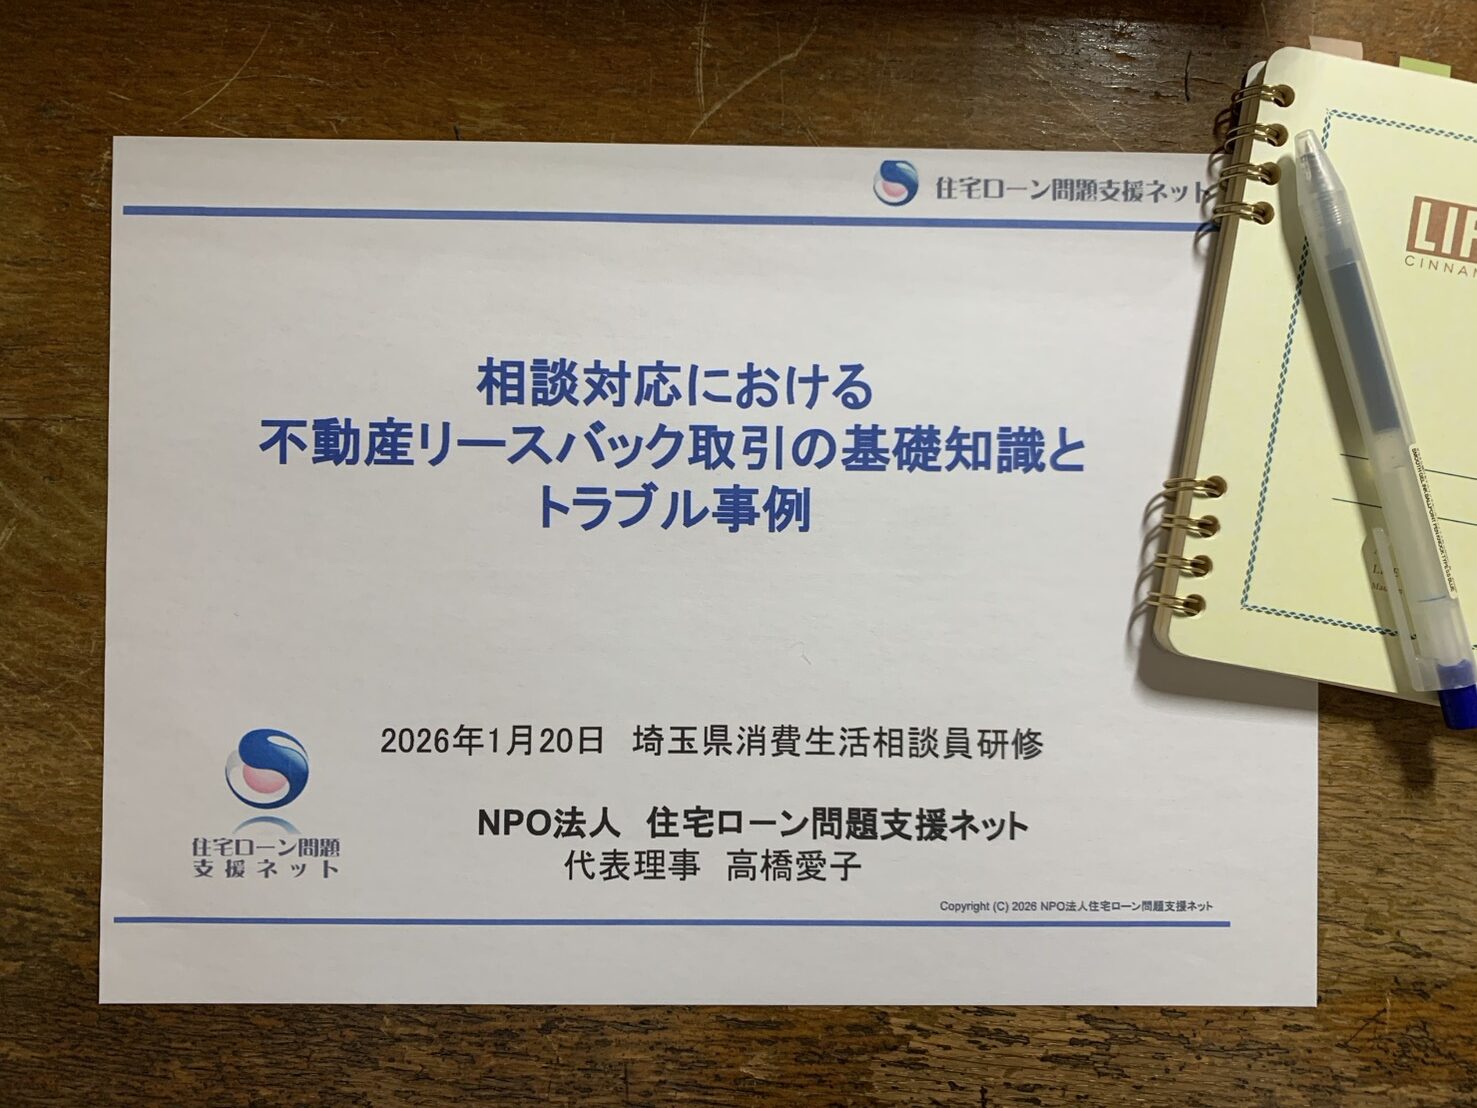 住宅ローン問題支援ネット
相談対応における
不動産リースバック取引の基礎知識と
トラブル事例
2026年1月20日　埼玉県消費生活相談員研修
NPO法人　住宅ローン問題支援ネット
代表理事　高橋愛子
住宅ローン問題
支援ネット
Copyright (C) 2026 NPO法人住宅ローン問題支援ネット